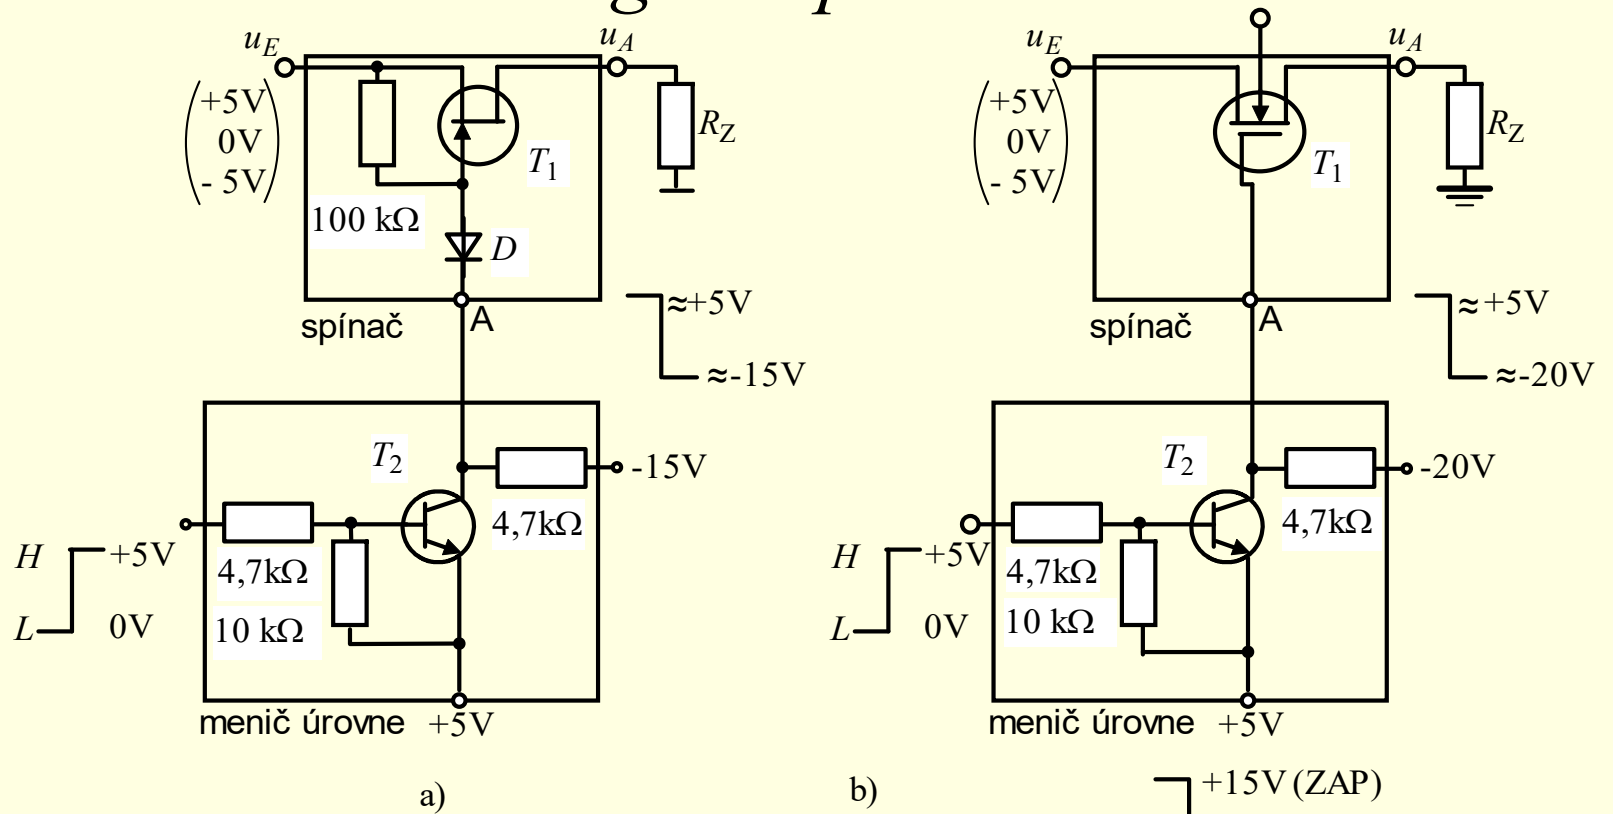 u_E
u_A
+5V
0V
- 5V
R_Z
T_1
100 kΩ
D
A
spínač
≈+5V
≈-15V
T_2
-15V
4,7kΩ
H
+5V
4,7kΩ
10 kΩ
L
0V
menič úrovne +5V
a)
u_E
u_A
+5V
0V
- 5V
R_Z
T_1
A
spínač
≈+5V
≈-20V
T_2
-20V
4,7kΩ
H
+5V
4,7kΩ
10 kΩ
L
0V
menič úrovne +5V
b)
+15V (ZAP)